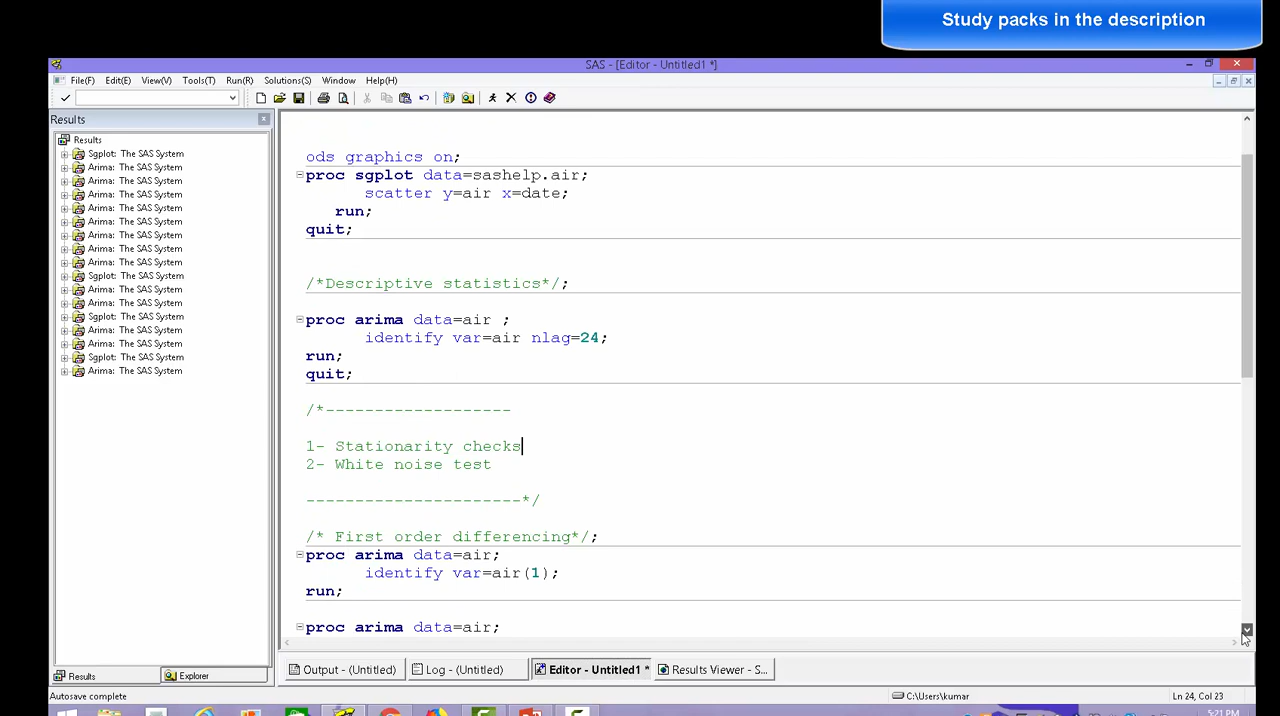 Study packs in the description
SAS - [Editor - Untitled1 *]
File(F) Edit(E) View(V) Tools(T) Run(R) Solutions(S) Window Help(H)
Results
Results
Sgplot: The SAS System
Arima: The SAS System
Arima: The SAS System
Arima: The SAS System
Arima: The SAS System
Arima: The SAS System
Arima: The SAS System
Arima: The SAS System
Arima: The SAS System
Sgplot: The SAS System
Arima: The SAS System
Arima: The SAS System
Sgplot: The SAS System
Arima: The SAS System
Arima: The SAS System
Sgplot: The SAS System
Arima: The SAS System
ods graphics on;
proc sgplot data=sashelp.air;
scatter y=air x=date;
run;
quit;
/*Descriptive statistics*/;
proc arima data=air ;
identify var=air nlag=24;
run;
quit;
/*-------------------
1- Stationarity checks
2- White noise test
----------------------*/
/* First order differencing*/;
proc arima data=air;
identify var=air(1);
run;
proc arima data=air;
Results Explorer
Output - (Untitled) Log - (Untitled) Editor - Untitled1 * Results Viewer - S...
Autosave complete C:\Users\kumar Ln 24, Col 23
5:21 PM